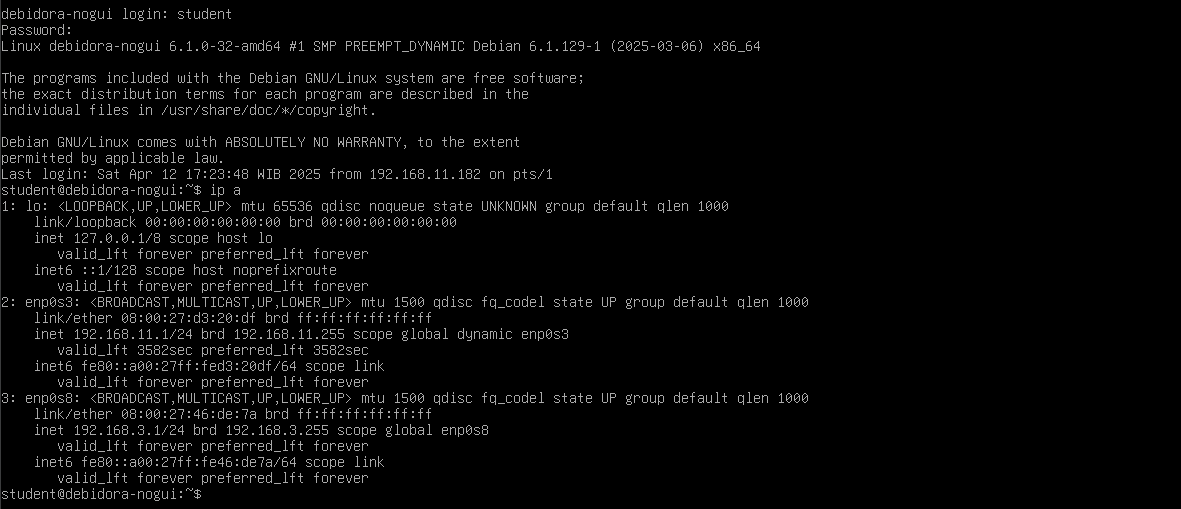 debidora-nogui login: student
Password:
Linux debidora-nogui 6.1.0-32-amd64 #1 SMP PREEMPT_DYNAMIC Debian 6.1.129-1 (2025-03-06) x86_64
The programs included with the Debian GNU/Linux system are free software;
the exact distribution terms for each program are described in the
individual files in /usr/share/doc/*/copyright.
Debian GNU/Linux comes with ABSOLUTELY NO WARRANTY, to the extent
permitted by applicable law.
Last login: Sat Apr 12 17:23:48 WIB 2025 from 192.168.11.182 on pts/1
student@debidora-nogui:~$ ip a
1: lo: <LOOPBACK,UP,LOWER_UP> mtu 65536 qdisc noqueue state UNKNOWN group default qlen 1000
    link/loopback 00:00:00:00:00:00 brd 00:00:00:00:00:00
    inet 127.0.0.1/8 scope host lo
       valid_lft forever preferred_lft forever
    inet6 ::1/128 scope host noprefixroute
       valid_lft forever preferred_lft forever
2: enp0s3: <BROADCAST,MULTICAST,UP,LOWER_UP> mtu 1500 qdisc fq_codel state UP group default qlen 1000
    link/ether 08:00:27:d3:20:df brd ff:ff:ff:ff:ff:ff
    inet 192.168.11.1/24 brd 192.168.11.255 scope global dynamic enp0s3
       valid_lft 3582sec preferred_lft 3582sec
    inet6 fe80::a00:27ff:fed3:20df/64 scope link
       valid_lft forever preferred_lft forever
3: enp0s8: <BROADCAST,MULTICAST,UP,LOWER_UP> mtu 1500 qdisc fq_codel state UP group default qlen 1000
    link/ether 08:00:27:46:de:7a brd ff:ff:ff:ff:ff:ff
    inet 192.168.3.1/24 brd 192.168.3.255 scope global enp0s8
       valid_lft forever preferred_lft forever
    inet6 fe80::a00:27ff:fe46:de7a/64 scope link
       valid_lft forever preferred_lft forever
student@debidora-nogui:~$